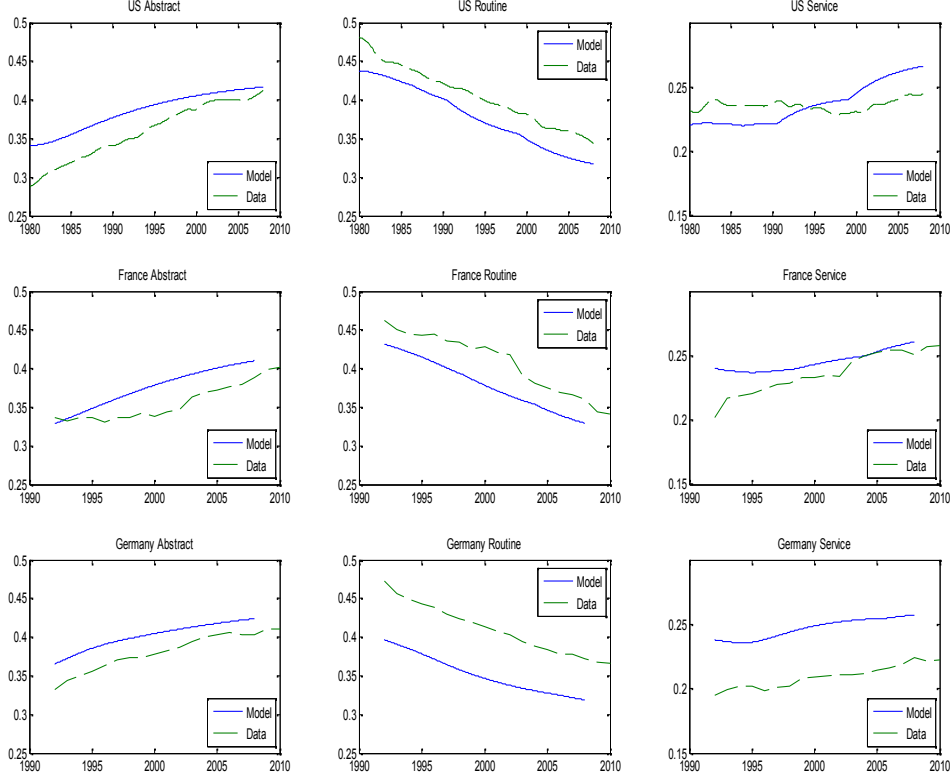 US Abstract
0.5
0.45
0.4
0.35
0.3
0.25
1980 1985 1990 1995 2000 2005 2010
Model
Data
US Routine
0.5
0.45
0.4
0.35
0.3
0.25
1980 1985 1990 1995 2000 2005 2010
Model
Data
US Service
0.25
0.2
0.15
1980 1985 1990 1995 2000 2005 2010
Model
Data
France Abstract
0.5
0.45
0.4
0.35
0.3
0.25
1990 1995 2000 2005 2010
Model
Data
France Routine
0.5
0.45
0.4
0.35
0.3
0.25
1990 1995 2000 2005 2010
Model
Data
France Service
0.25
0.2
0.15
1990 1995 2000 2005 2010
Model
Data
Germany Abstract
0.5
0.45
0.4
0.35
0.3
0.25
1990 1995 2000 2005 2010
Model
Data
Germany Routine
0.5
0.45
0.4
0.35
0.3
0.25
1990 1995 2000 2005 2010
Model
Data
Germany Service
0.25
0.2
0.15
1990 1995 2000 2005 2010
Model
Data